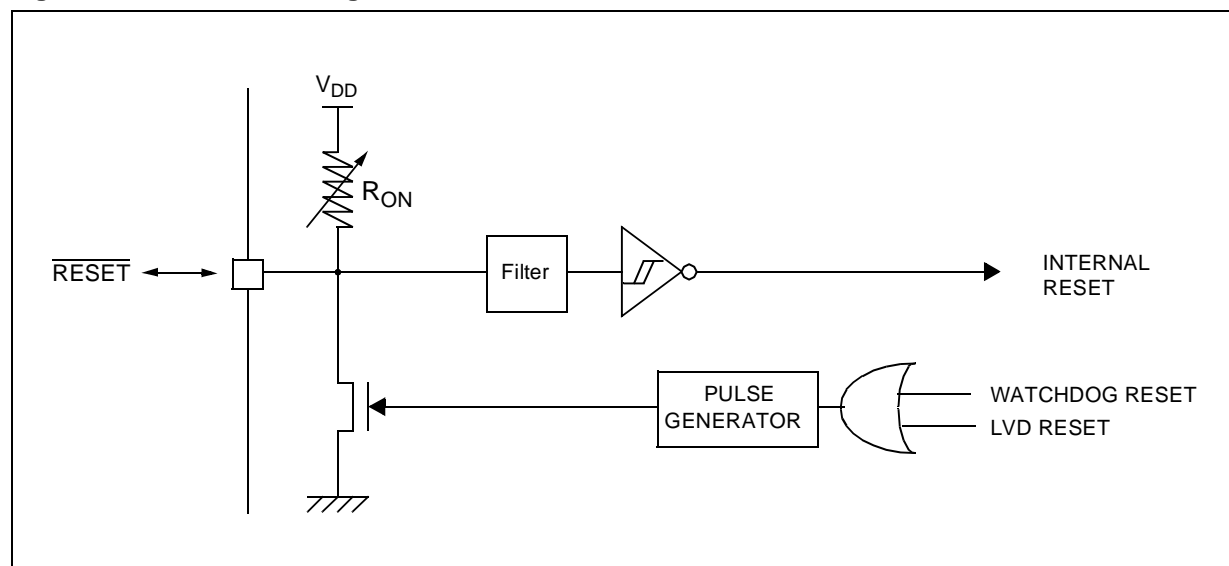 VDD
RON
RESET
Filter
INTERNAL
RESET
PULSE
GENERATOR
WATCHDOG RESET
LVD RESET